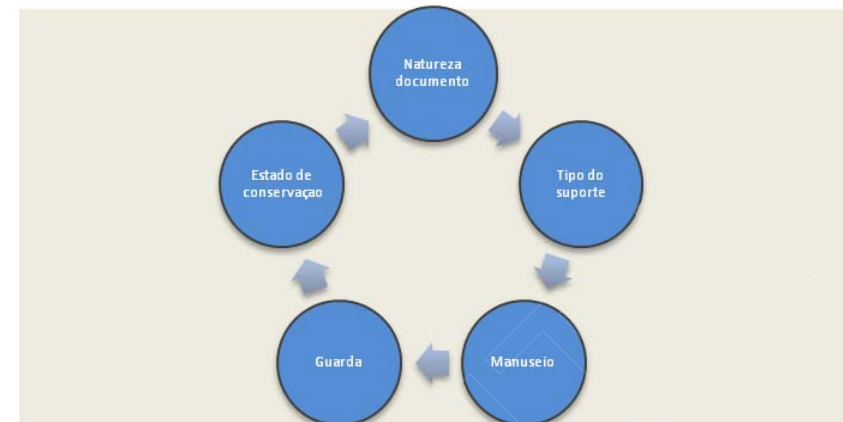 Natureza
documento
Tipo do
suporte
Manuseio
Guarda
Estado de
conservaçao